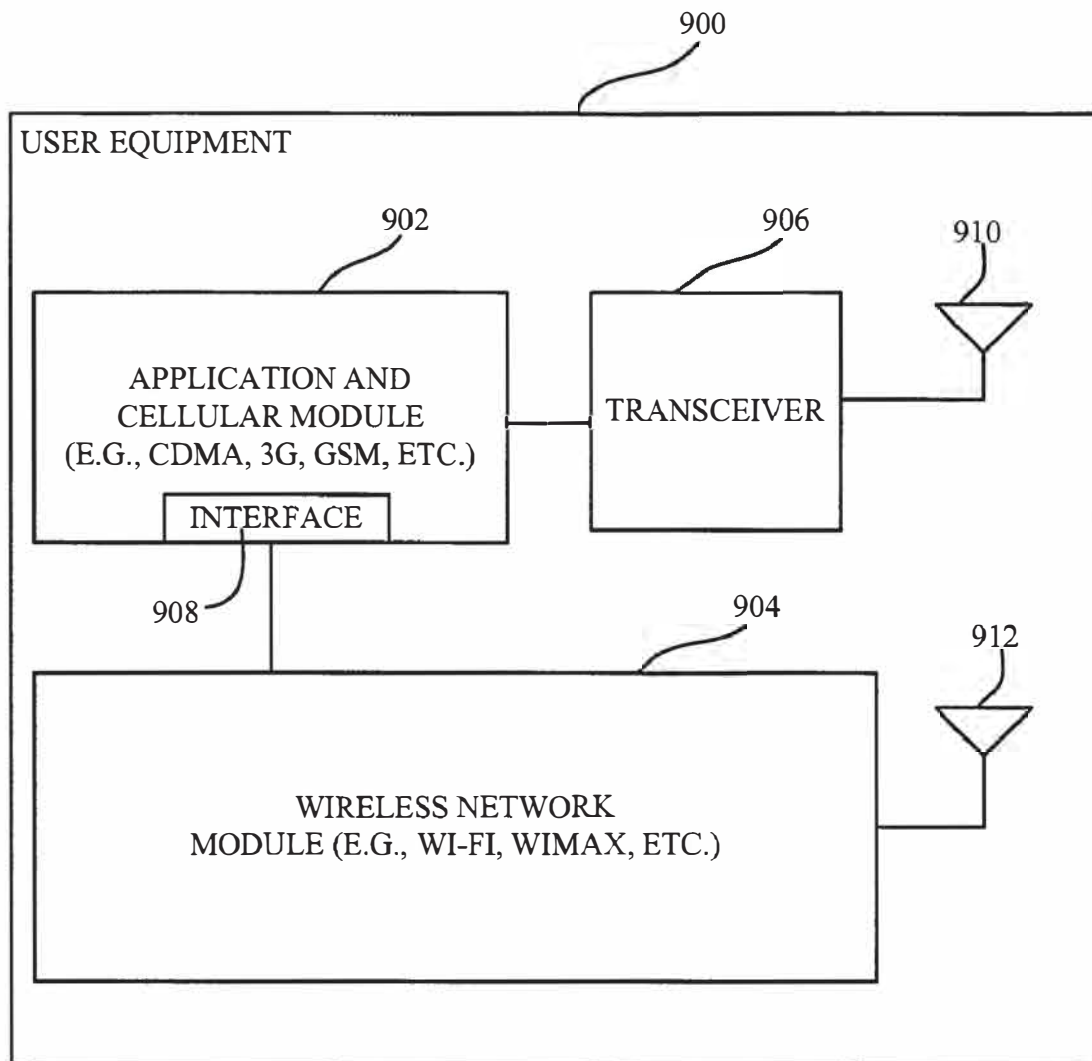 900
USER EQUIPMENT
902
906
910
APPLICATION AND
CELLULAR MODULE
(E.G., CDMA, 3G, GSM, ETC.)
TRANSCEIVER
INTERFACE
908
904
912
WIRELESS NETWORK
MODULE (E.G., WI-FI, WIMAX, ETC.)